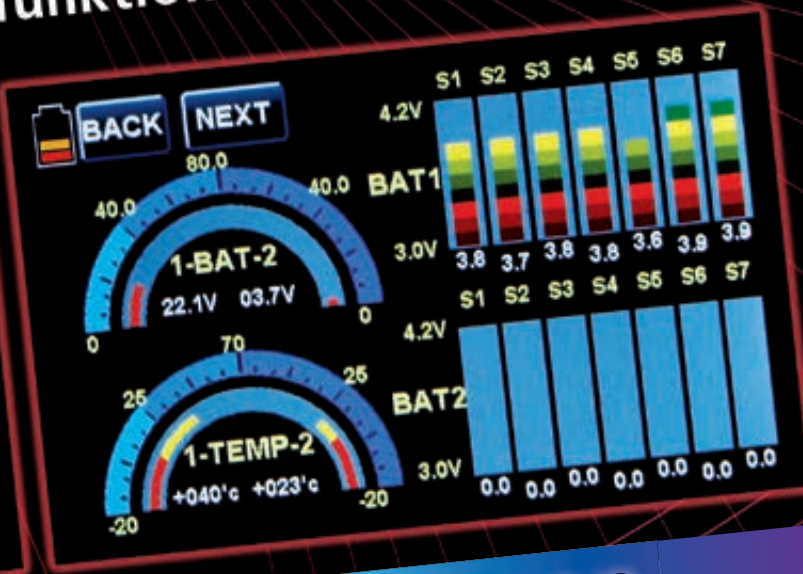 BACK NEXT
80.0
40.0 40.0
1-BAT-2
22.1V 03.7V
0 0
70
25 25
1-TEMP-2
+040'c +023'c
-20 -20
S1 S2 S3 S4 S5 S6 S7
4.2V
BAT1
3.0V
3.8 3.7 3.8 3.8 3.6 3.9 3.9
S1 S2 S3 S4 S5 S6 S7
4.2V
BAT2
3.0V
0.0 0.0 0.0 0.0 0.0 0.0 0.0